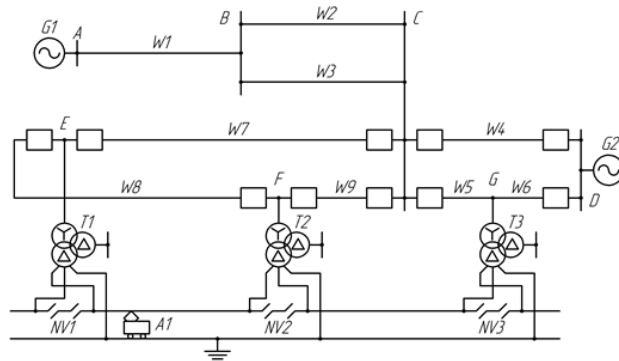 G1 A W1 B W2 C
W3
E W7 W4 G2
W8 F W9 W5 G W6 D
T1 T2 T3
NV1 A1 NV2 NV3